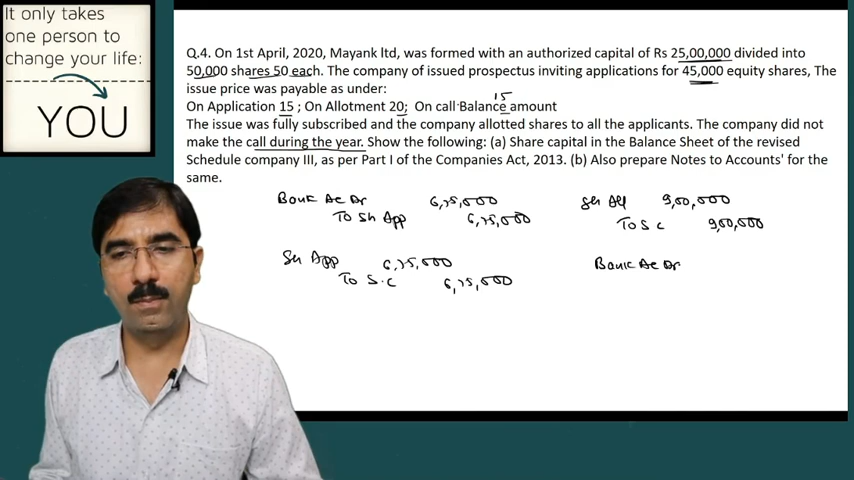 It only takes
one person to
change your life:
YOU
Q.4. On 1st April, 2020, Mayank ltd, was formed with an authorized capital of Rs 25,00,000 divided into
50,000 shares 50 each. The company of issued prospectus inviting applications for 45,000 equity shares, The
issue price was payable as under:
15
On Application 15 ; On Allotment 20; On call Balance amount
The issue was fully subscribed and the company allotted shares to all the applicants. The company did not
make the call during the year. Show the following: (a) Share capital in the Balance Sheet of the revised
Schedule company III, as per Part I of the Companies Act, 2013. (b) Also prepare Notes to Accounts' for the
same.
Bank Ac Dr 6,75,000
To Sh App 6,75,000
Sh App 6,75,000
To S.C 6,75,000
Sh All 9,00,000
To S C 9,00,000
Bank Ac Dr